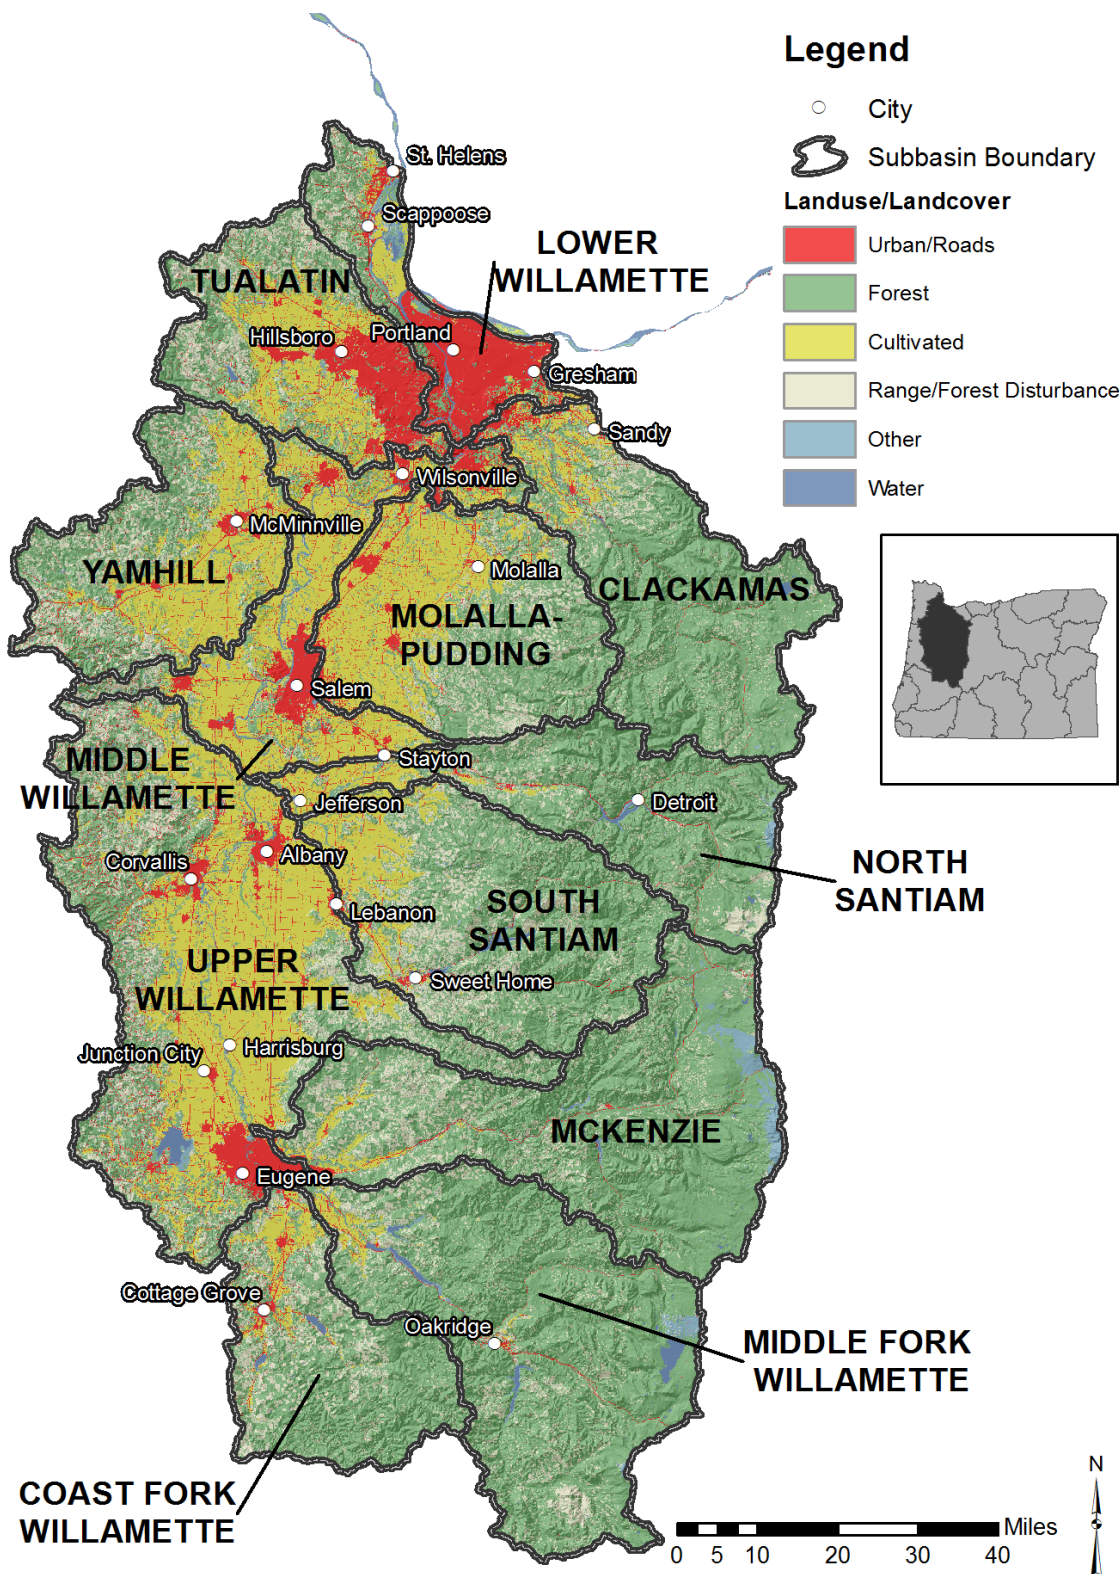 Legend
City
Subbasin Boundary
Landuse/Landcover
Urban/Roads
Forest
Cultivated
Range/Forest Disturbance
Other
Water
St. Helens
Scappoose
LOWER
WILLAMETTE
TUALATIN
Hillsboro
Portland
Gresham
Sandy
Wilsonville
McMinnville
YAMHILL
Molalla
CLACKAMAS
MOLALLA-
PUDDING
Salem
MIDDLE
WILLAMETTE
Stayton
Jefferson
Detroit
Albany
Corvallis
NORTH
SANTIAM
Lebanon
SOUTH
SANTIAM
UPPER
WILLAMETTE
Sweet Home
Harrisburg
Junction City
MCKENZIE
Eugene
Cottage Grove
Oakridge
MIDDLE FORK
WILLAMETTE
COAST FORK
WILLAMETTE
N
Miles
0 5 10 20 30 40